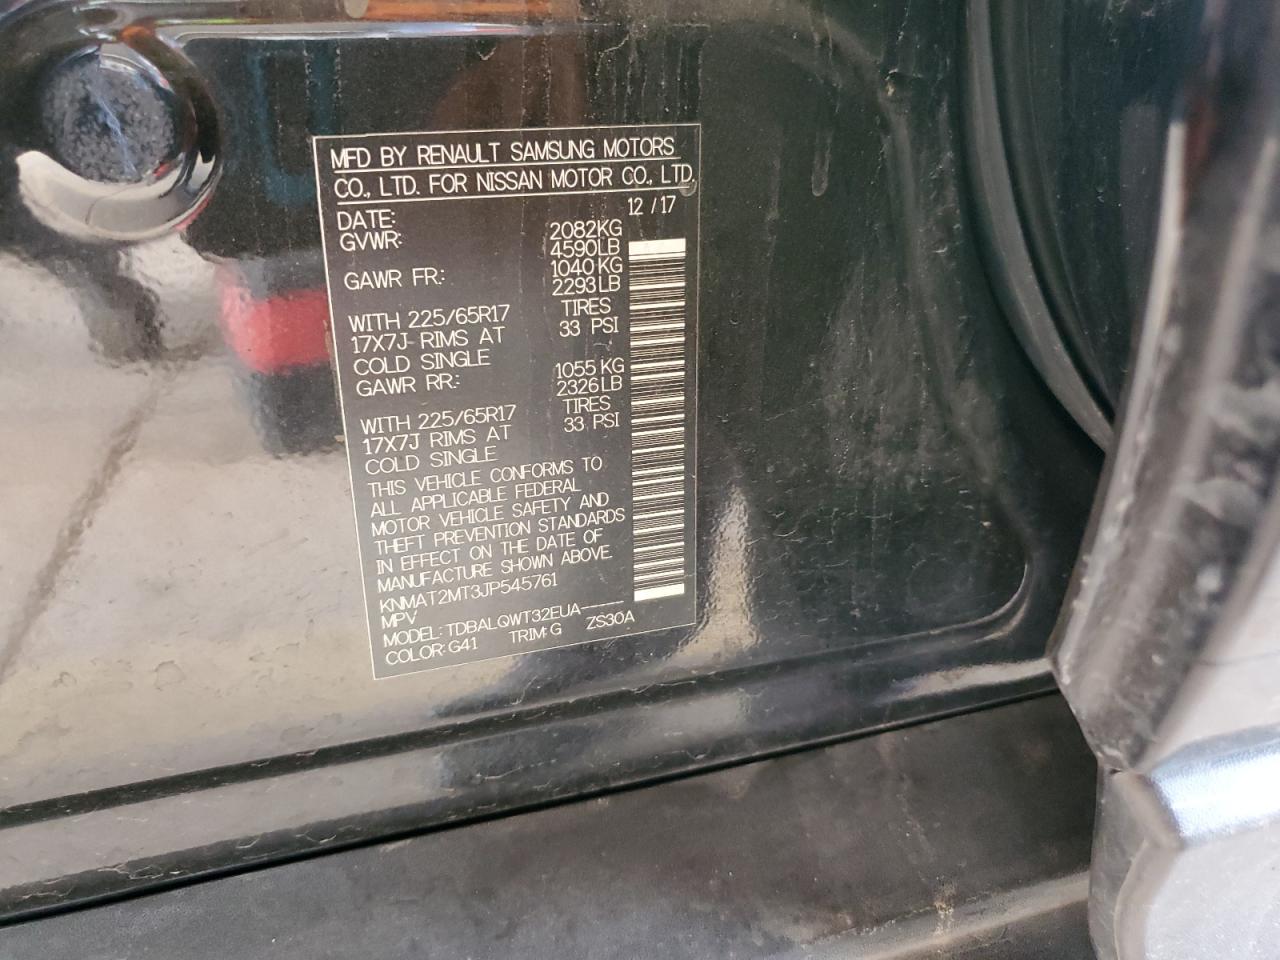 MFD BY RENAULT SAMSUNG MOTORS
CO., LTD. FOR NISSAN MOTOR CO., LTD.
DATE: 12 / 17
GVWR: 2082KG
4590LB
GAWR FR: 1040KG
2293LB
WITH 225/65R17 TIRES
17X7J RIMS AT 33 PSI
COLD SINGLE
GAWR RR: 1055KG
2326LB
WITH 225/65R17 TIRES
17X7J RIMS AT 33 PSI
COLD SINGLE
THIS VEHICLE CONFORMS TO
ALL APPLICABLE FEDERAL
MOTOR VEHICLE SAFETY AND
THEFT PREVENTION STANDARDS
IN EFFECT ON THE DATE OF
MANUFACTURE SHOWN ABOVE.
KNMAT2MT3JP545761
MPV
MODEL: TDBALQWT32EUA-----
COLOR: G41 TRIM: G ZS30A